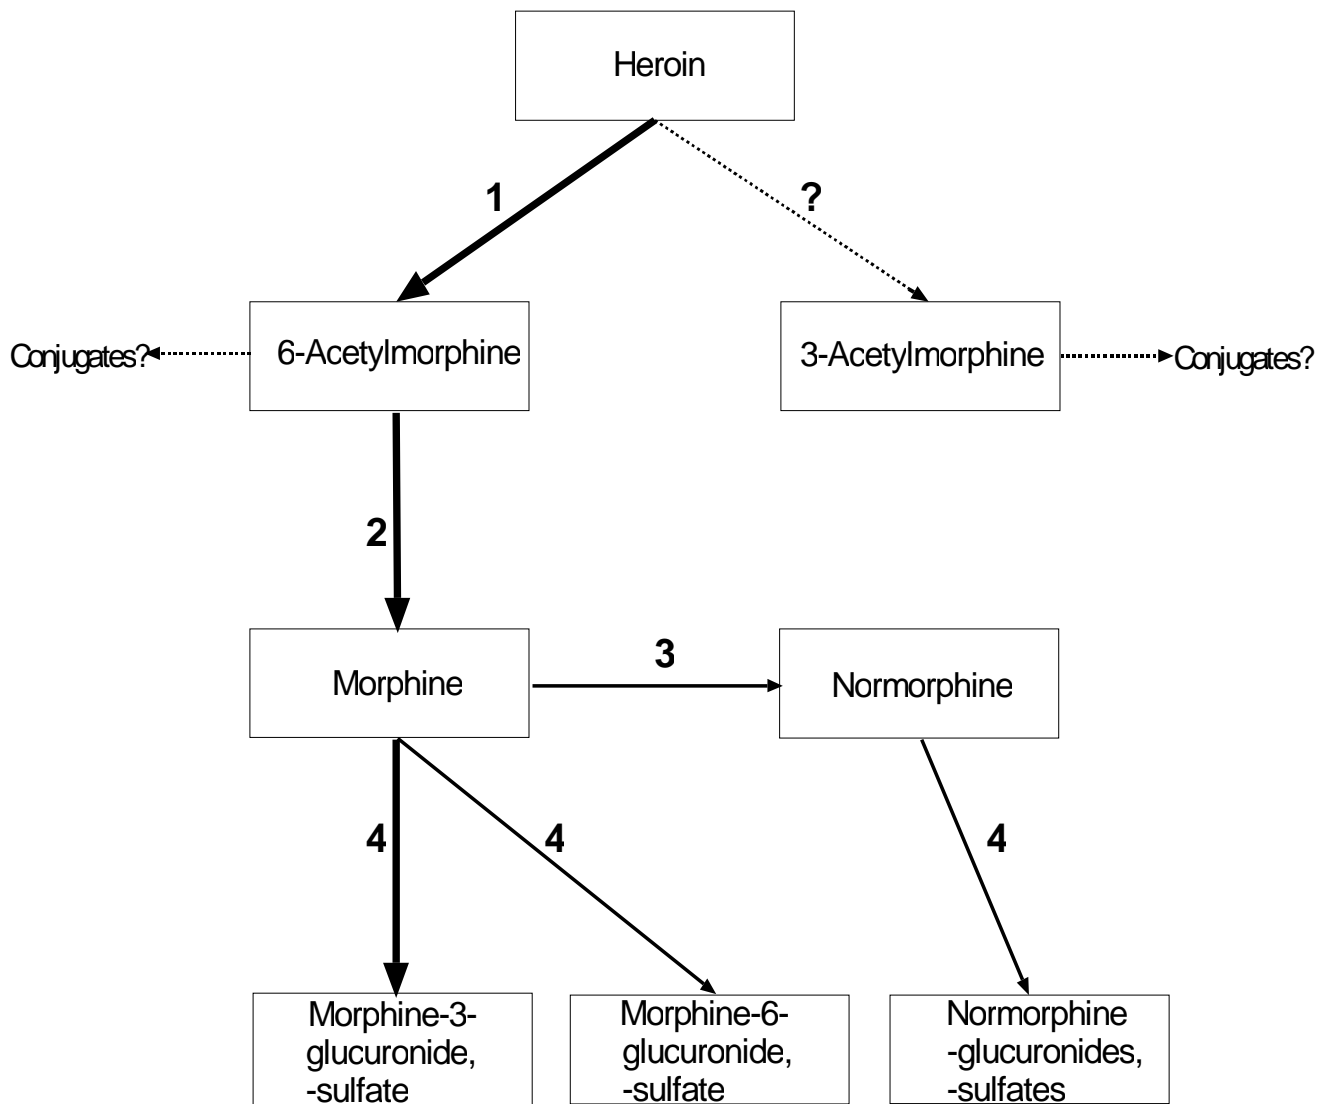 Heroin
1
?
Conjugates?
6-Acetylmorphine
3-Acetylmorphine
Conjugates?
2
Morphine
3
Normorphine
4
4
4
Morphine-3-
glucuronide,
-sulfate
Morphine-6-
glucuronide,
-sulfate
Normorphine
-glucuronides,
-sulfates